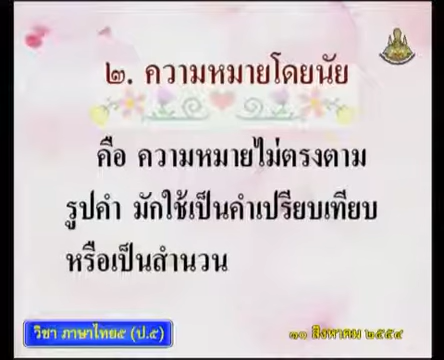 ๒. ความหมายโดยนัย
คือ ความหมายไม่ตรงตาม
รูปคำ มักใช้เป็นคำเปรียบเทียบ
หรือเป็นสำนวน
วิชา ภาษาไทย๕ (ป.๕)
๑๐ สิงหาคม ๒๕๕๔